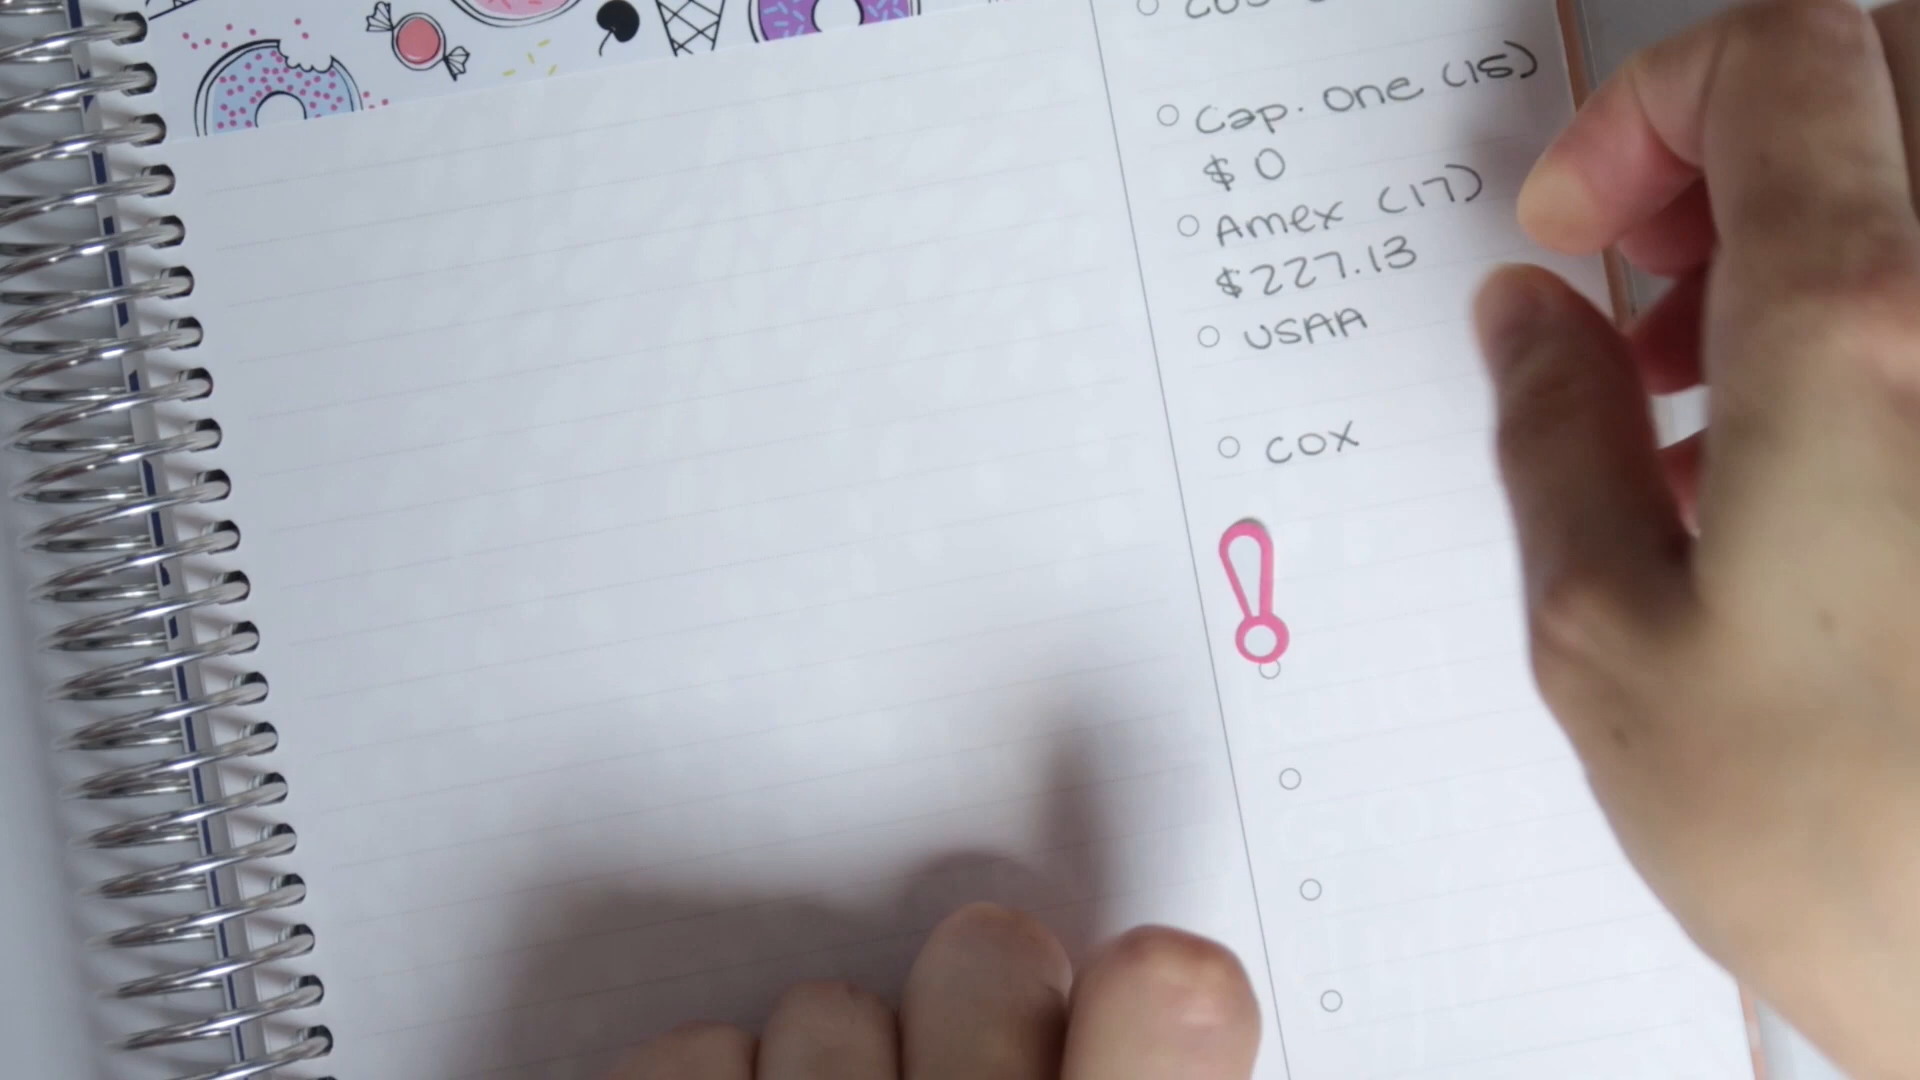 Cap. One (15)
$ 0
Amex (17)
$227.13
USAA
COX